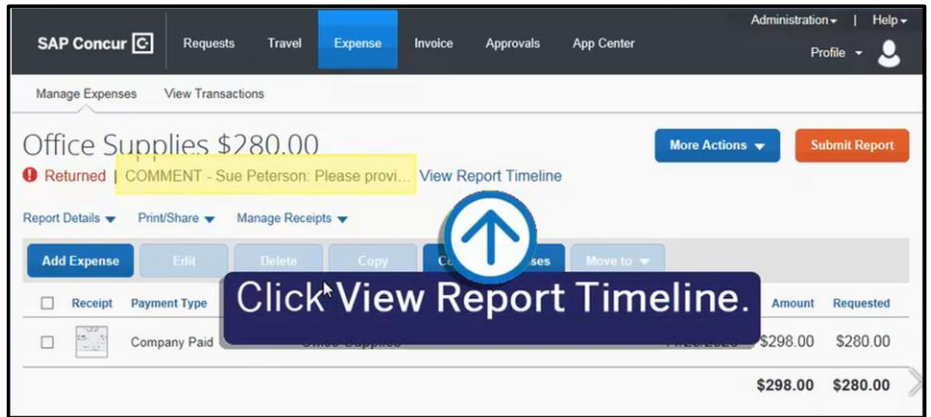 Administration | Help
SAP Concur C Requests Travel Expense Invoice Approvals App Center
Profile
Manage Expenses View Transactions
Office Supplies $280.00
More Actions Submit Report
Returned | COMMENT - Sue Peterson: Please provi... View Report Timeline
Report Details Print/Share Manage Receipts
Add Expense Edit Delete Copy Move to
Click View Report Timeline.
Receipt Payment Type Amount Requested
Company Paid $298.00 $280.00
$298.00 $280.00